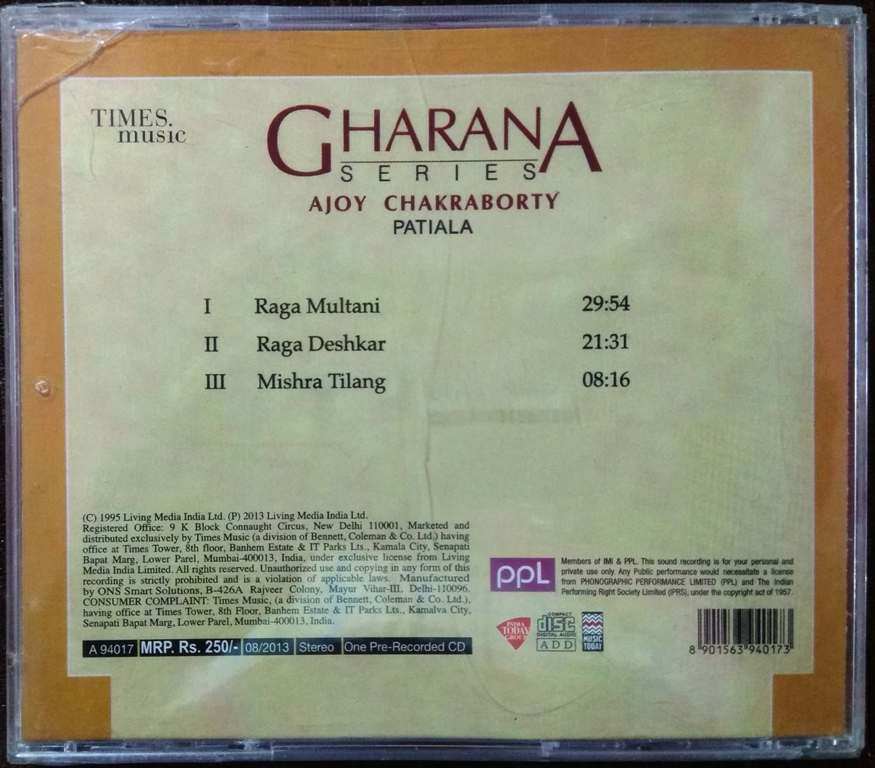 TIMES.
music
GHARANA
SERIES
AJOY CHAKRABORTY
PATIALA
I Raga Multani 29:54
II Raga Deshkar 21:31
III Mishra Tilang 08:16
(C) 1995 Living Media India Ltd. (P) 2013 Living Media India Ltd.
Registered Office: 9 K Block Connaught Circus, New Delhi 110001, Marketed and
distributed exclusively by Times Music (a division of Bennett, Coleman & Co. Ltd.) having
office at Times Tower, 8th floor, Banhem Estate & IT Parks Lts., Kamala City, Senapati
Bapat Marg, Lower Parel, Mumbai-400013, India, under exclusive license from Living
Media India Limited. All rights reserved. Unauthorized use and copying in any form of this
recording is strictly prohibited and is a violation of applicable laws. Manufactured
by ONS Smart Solutions, B-426A Rajveer Colony, Mayur Vihar-III, Delhi-110096.
CONSUMER COMPLAINT: Times Music, (a division of Bennett, Coleman & Co. Ltd.),
having office at Times Tower, 8th Floor, Banhem Estate & IT Parks Lts., Kamalva City,
Senapati Bapat Marg, Lower Parel, Mumbai-400013, India.
A 94017 MRP. Rs. 250/- 08/2013 Stereo One Pre-Recorded CD
ppL
Members of IMI & PPL. This sound recording is for your personal and
private use only Any Public performance would necessitate a license
from PHONOGRAPHIC PERFORMANCE LIMITED (PPL) and The Indian
Performing Right Society Limited (IPRS), under the copyright act of 1957.
INDIA
TODAY
GROUP
COMPACT
disc
DIGITAL AUDIO
ADD
MUSIC
TODAY
8 901563 940173